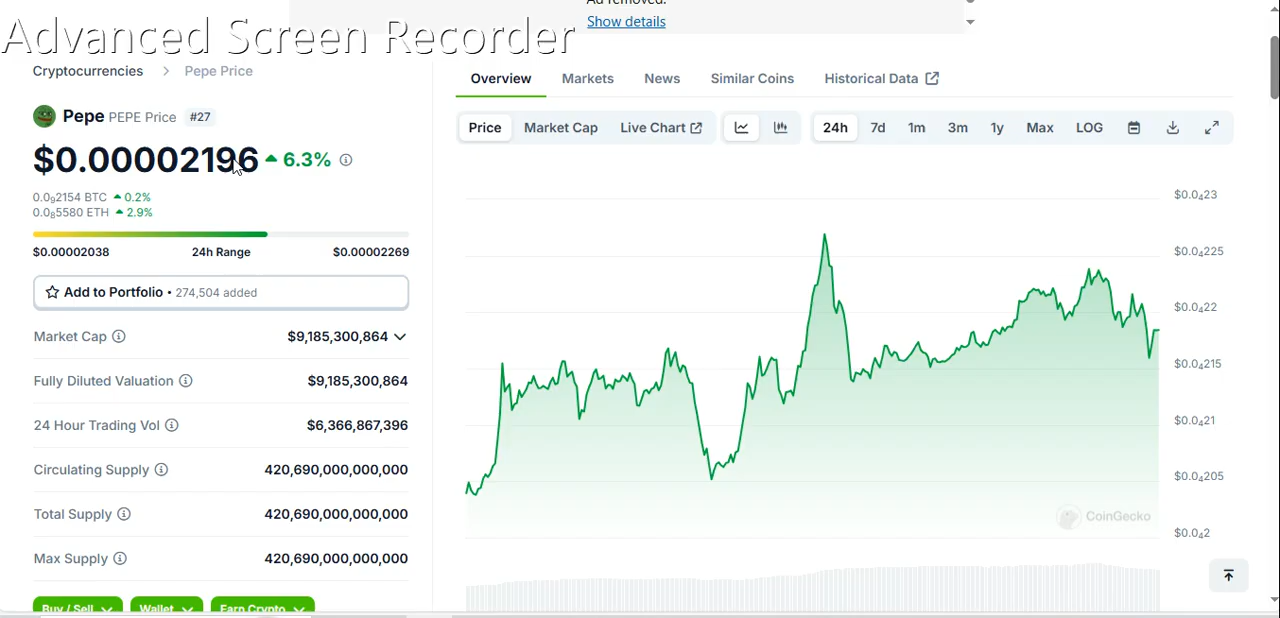 Ad removed.
Show details
Advanced Screen Recorder
Cryptocurrencies > Pepe Price
Overview Markets News Similar Coins Historical Data
Pepe PEPE Price #27
Price Market Cap Live Chart 24h 7d 1m 3m 1y Max LOG
$0.00002196 6.3%
0.0₉2154 BTC 0.2%
0.0₈5580 ETH 2.9%
$0.00002038 24h Range $0.00002269
Add to Portfolio • 274,504 added
Market Cap $9,185,300,864
Fully Diluted Valuation $9,185,300,864
24 Hour Trading Vol $6,366,867,396
Circulating Supply 420,690,000,000,000
Total Supply 420,690,000,000,000
Max Supply 420,690,000,000,000
Buy / Sell Wallet Earn Crypto
$0.0₄23
$0.0₄225
$0.0₄22
$0.0₄215
$0.0₄21
$0.0₄205
$0.0₄2
CoinGecko